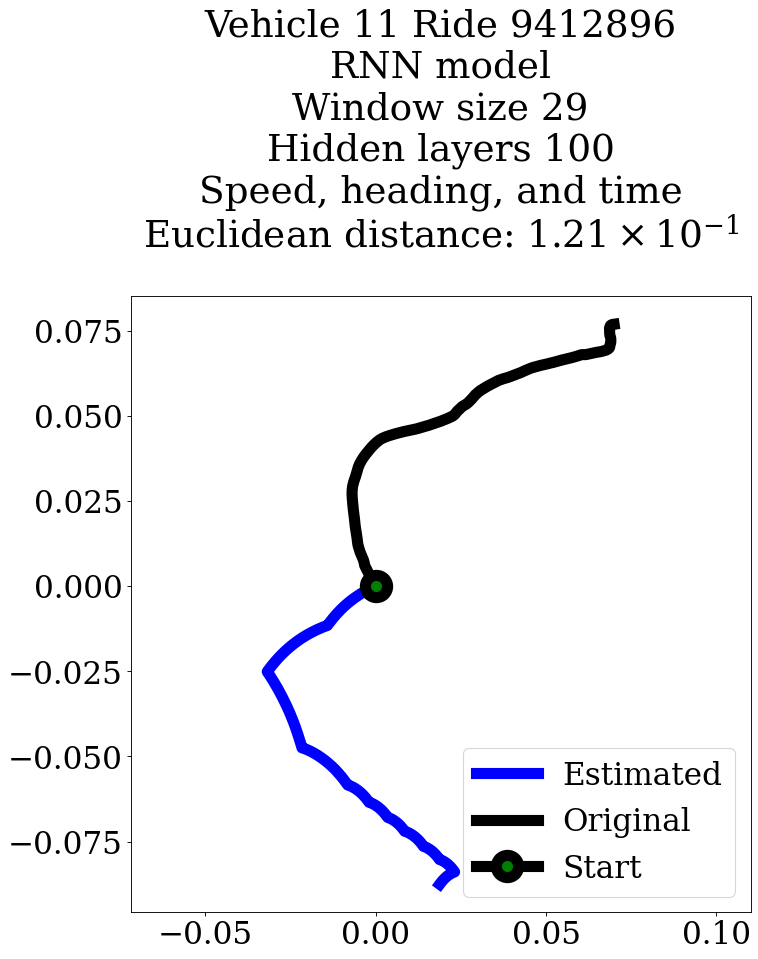 Vehicle 11 Ride 9412896
RNN model
Window size 29
Hidden layers 100
Speed, heading, and time
Euclidean distance: 1.21 × 10⁻¹
0.075
0.050
0.025
0.000
−0.025
−0.050
−0.075
Estimated
Original
Start
−0.05 0.00 0.05 0.10